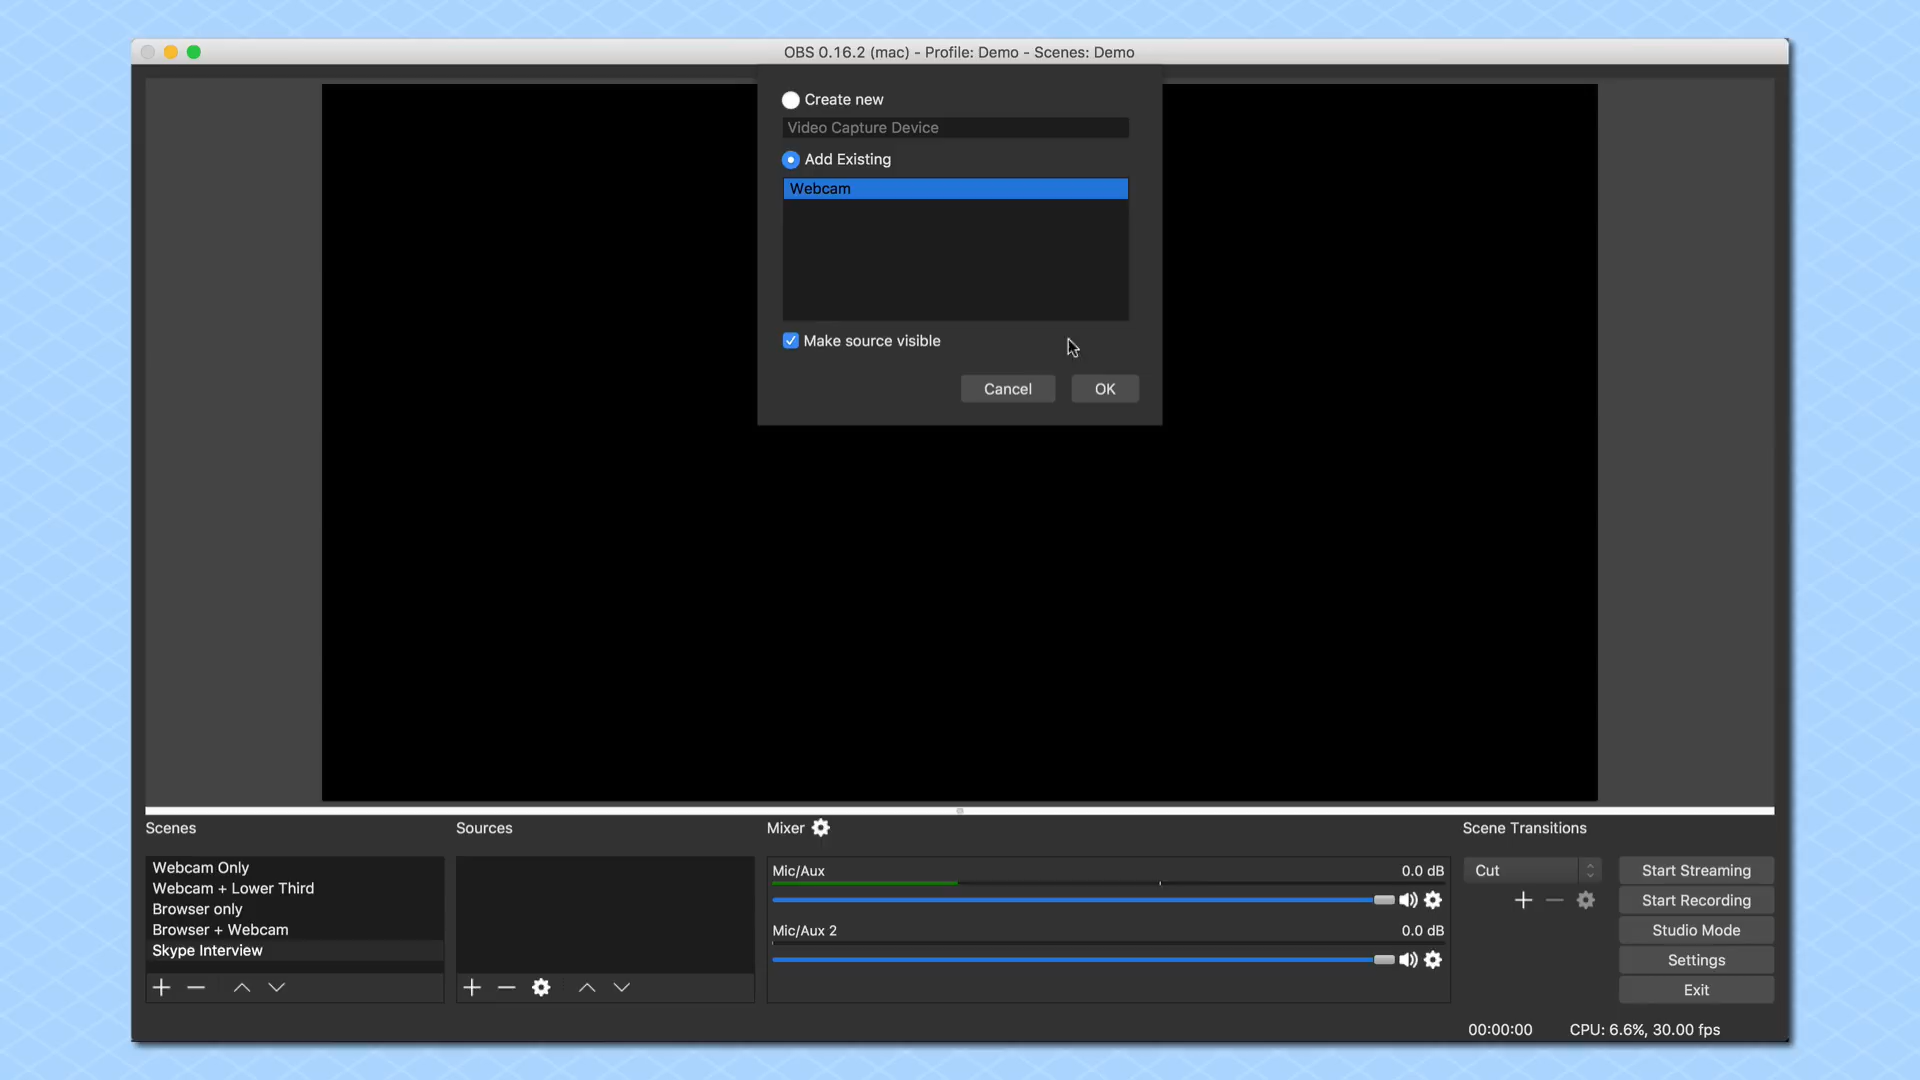 OBS 0.16.2 (mac) - Profile: Demo - Scenes: Demo
Create new
Video Capture Device
Add Existing
Webcam
Make source visible
Cancel
OK
Scenes
Webcam Only
Webcam + Lower Third
Browser only
Browser + Webcam
Skype Interview
Sources
Mixer
Mic/Aux
0.0 dB
Mic/Aux 2
0.0 dB
Scene Transitions
Cut
Start Streaming
Start Recording
Studio Mode
Settings
Exit
00:00:00
CPU: 6.6%, 30.00 fps